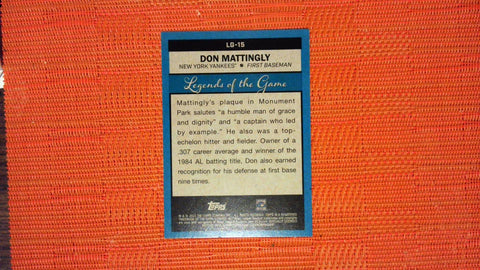 LG-15
DON MATTINGLY
NEW YORK YANKEES® ★ FIRST BASEMAN
Legends of the Game
Mattingly's plaque in Monument
Park salutes "a humble man of grace
and dignity" and "a captain who led
by example." He also was a top-
echelon hitter and fielder. Owner of a
.307 career average and winner of the
1984 AL batting title, Don also earned
recognition for his defense at first base
nine times.
Topps